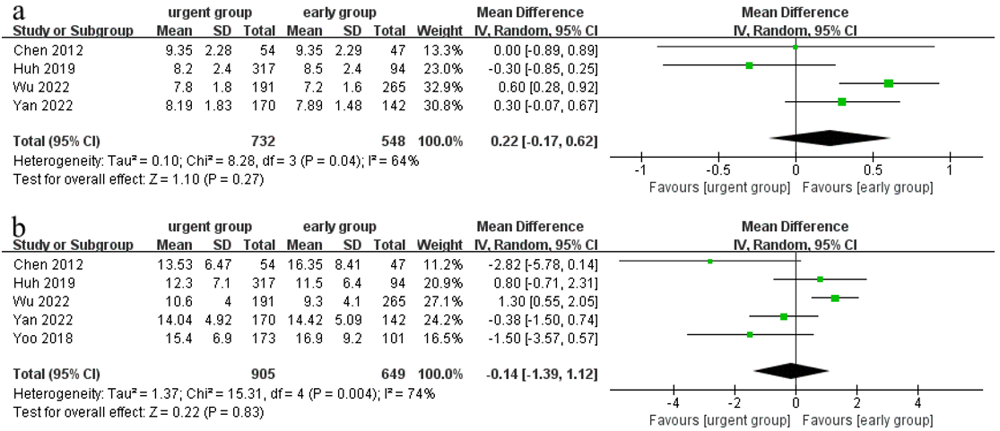 a
urgent group early group Mean Difference Mean Difference
Study or Subgroup Mean SD Total Mean SD Total Weight IV, Random, 95% CI IV, Random, 95% CI
Chen 2012 9.35 2.28 54 9.35 2.29 47 13.3% 0.00 [-0.89, 0.89]
Huh 2019 8.2 2.4 317 8.5 2.4 94 23.0% -0.30 [-0.85, 0.25]
Wu 2022 7.8 1.8 191 7.2 1.6 265 32.9% 0.60 [0.28, 0.92]
Yan 2022 8.19 1.83 170 7.89 1.48 142 30.8% 0.30 [-0.07, 0.67]
Total (95% CI) 732 548 100.0% 0.22 [-0.17, 0.62]
Heterogeneity: Tau² = 0.10; Chi² = 8.28, df = 3 (P = 0.04); I² = 64%
Test for overall effect: Z = 1.10 (P = 0.27)
-1 -0.5 0 0.5 1
Favours [urgent group] Favours [early group]
b
urgent group early group Mean Difference Mean Difference
Study or Subgroup Mean SD Total Mean SD Total Weight IV, Random, 95% CI IV, Random, 95% CI
Chen 2012 13.53 6.47 54 16.35 8.41 47 11.2% -2.82 [-5.78, 0.14]
Huh 2019 12.3 7.1 317 11.5 6.4 94 20.9% 0.80 [-0.71, 2.31]
Wu 2022 10.6 4 191 9.3 4.1 265 27.1% 1.30 [0.55, 2.05]
Yan 2022 14.04 4.92 170 14.42 5.09 142 24.2% -0.38 [-1.50, 0.74]
Yoo 2018 15.4 6.9 173 16.9 9.2 101 16.5% -1.50 [-3.57, 0.57]
Total (95% CI) 905 649 100.0% -0.14 [-1.39, 1.12]
Heterogeneity: Tau² = 1.37; Chi² = 15.31, df = 4 (P = 0.004); I² = 74%
Test for overall effect: Z = 0.22 (P = 0.83)
-4 -2 0 2 4
Favours [urgent group] Favours [early group]